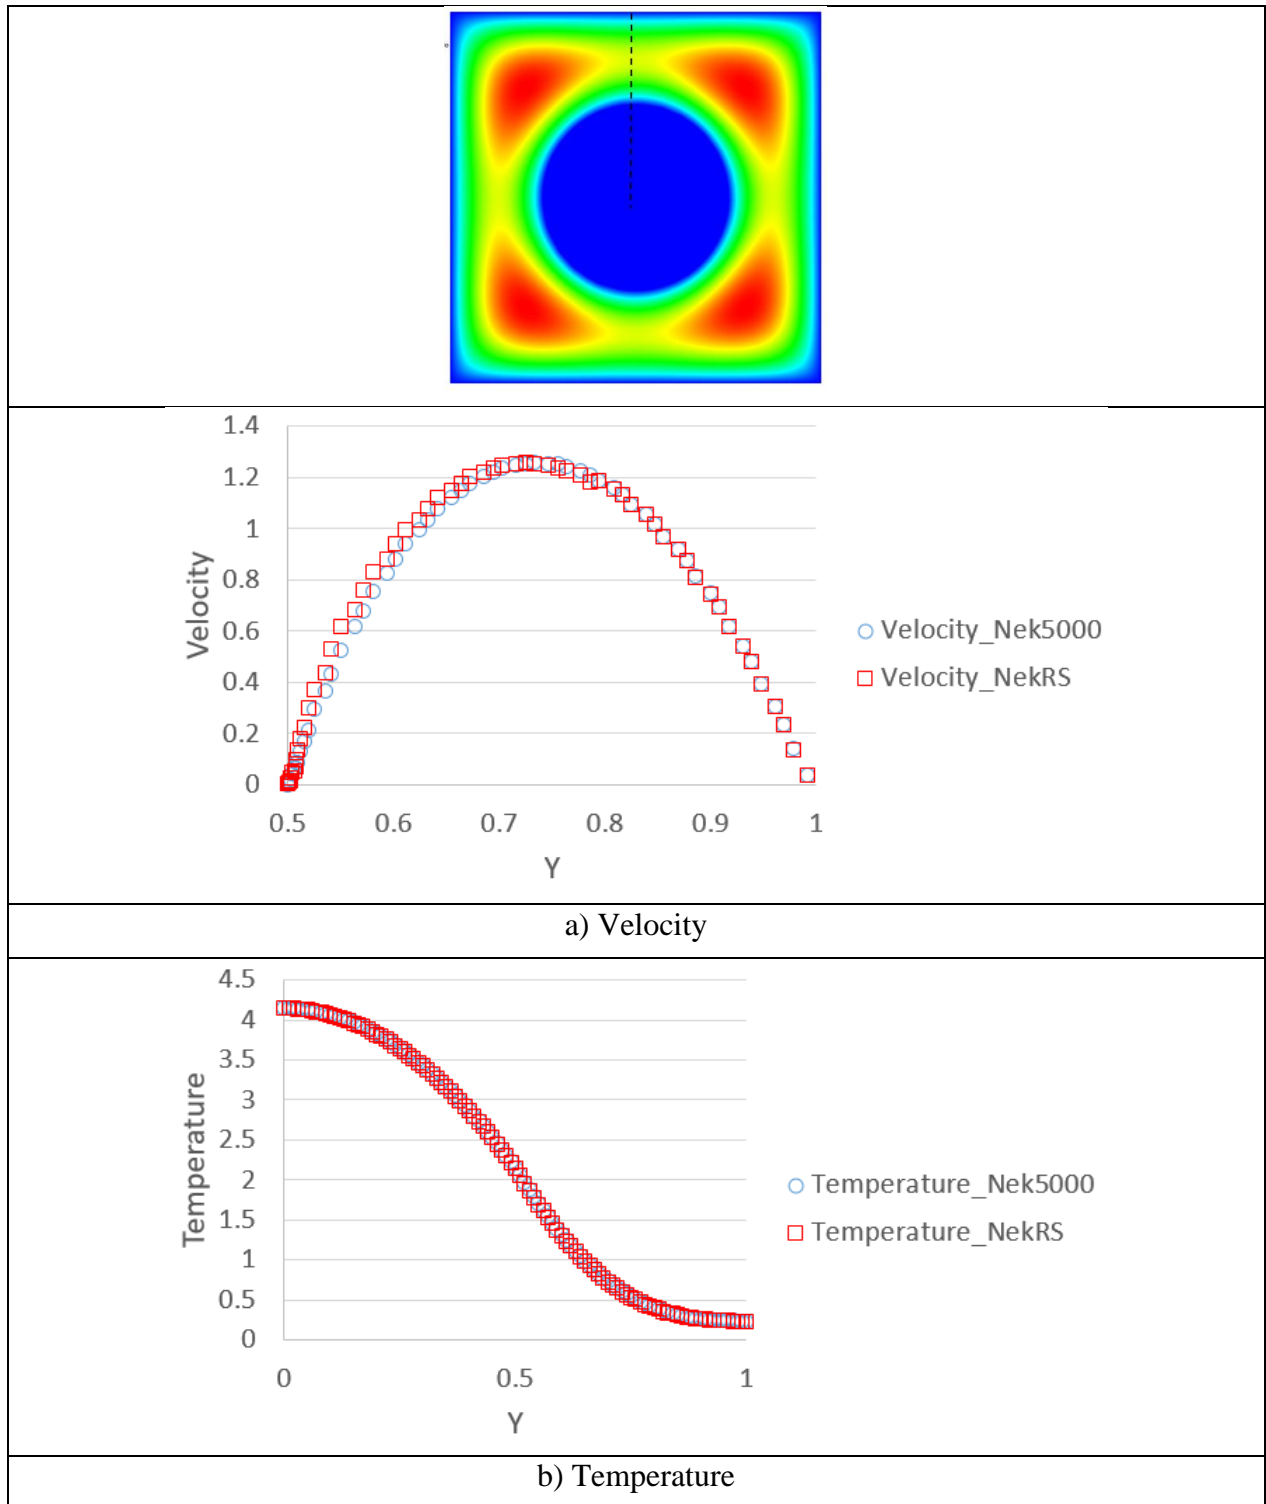 1.4
1.2
1
0.8
0.6
0.4
0.2
0
Velocity
0.5 0.6 0.7 0.8 0.9 1
Y
Velocity_Nek5000
Velocity_NekRS
a) Velocity
4.5
4
3.5
3
2.5
2
1.5
1
0.5
0
Temperature
0 0.5 1
Y
Temperature_Nek5000
Temperature_NekRS
b) Temperature